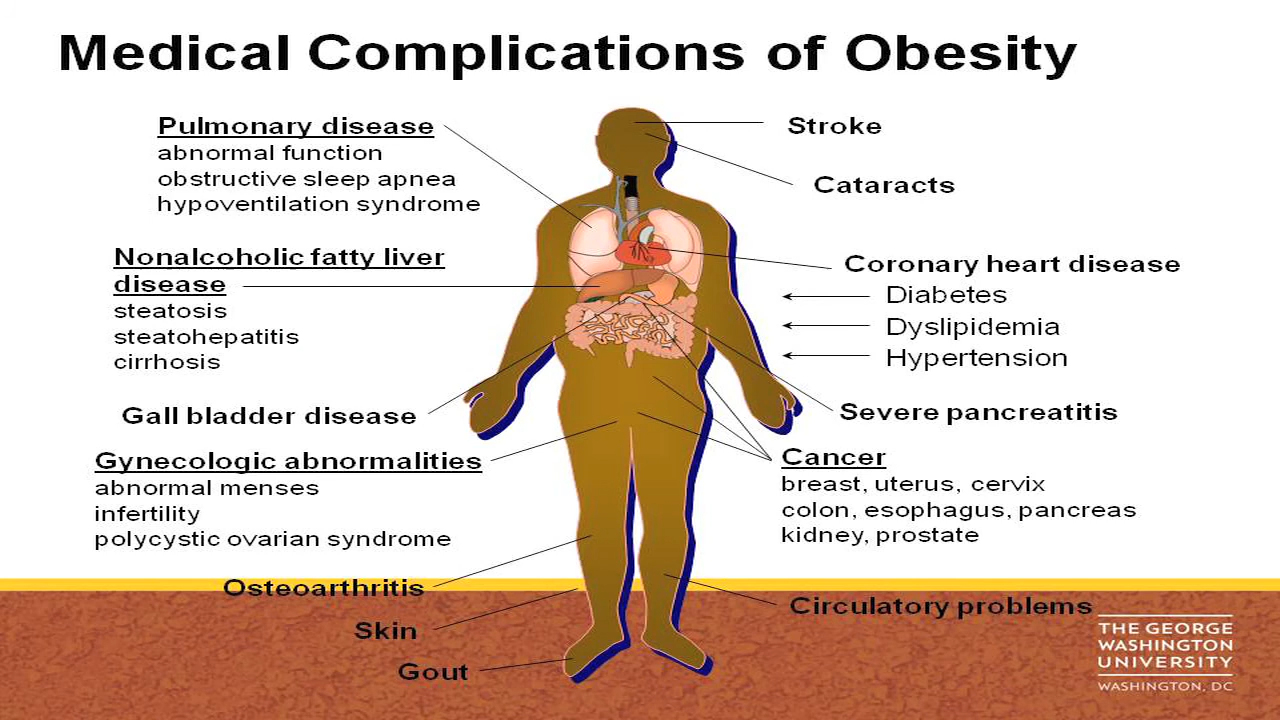 Medical Complications of Obesity
Pulmonary disease
abnormal function
obstructive sleep apnea
hypoventilation syndrome
Nonalcoholic fatty liver
disease
steatosis
steatohepatitis
cirrhosis
Gall bladder disease
Gynecologic abnormalities
abnormal menses
infertility
polycystic ovarian syndrome
Osteoarthritis
Skin
Gout
Stroke
Cataracts
Coronary heart disease
Diabetes
Dyslipidemia
Hypertension
Severe pancreatitis
Cancer
breast, uterus, cervix
colon, esophagus, pancreas
kidney, prostate
Circulatory problems
THE GEORGE
WASHINGTON
UNIVERSITY
WASHINGTON, DC